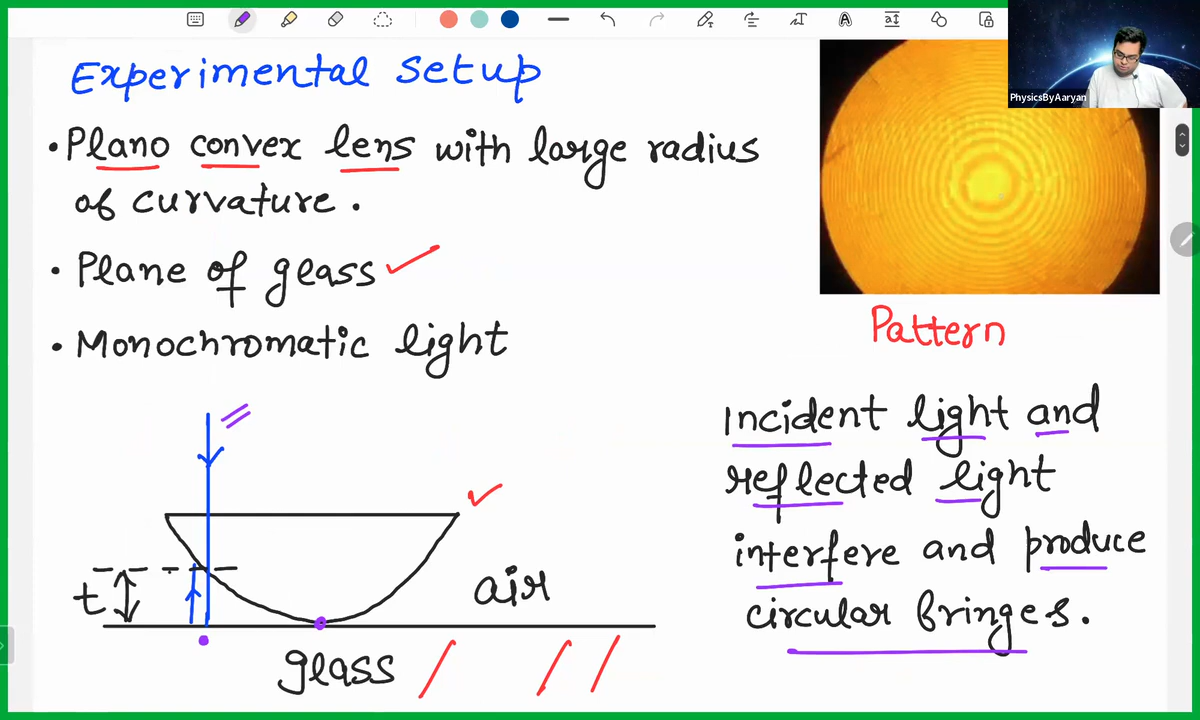 Experimental setup
• Plano convex lens with large radius
of curvature.
• Plane of glass
• Monochromatic light
t
air
glass
PhysicsByAaryan
Pattern
Incident light and
reflected light
interfere and produce
circular fringes.